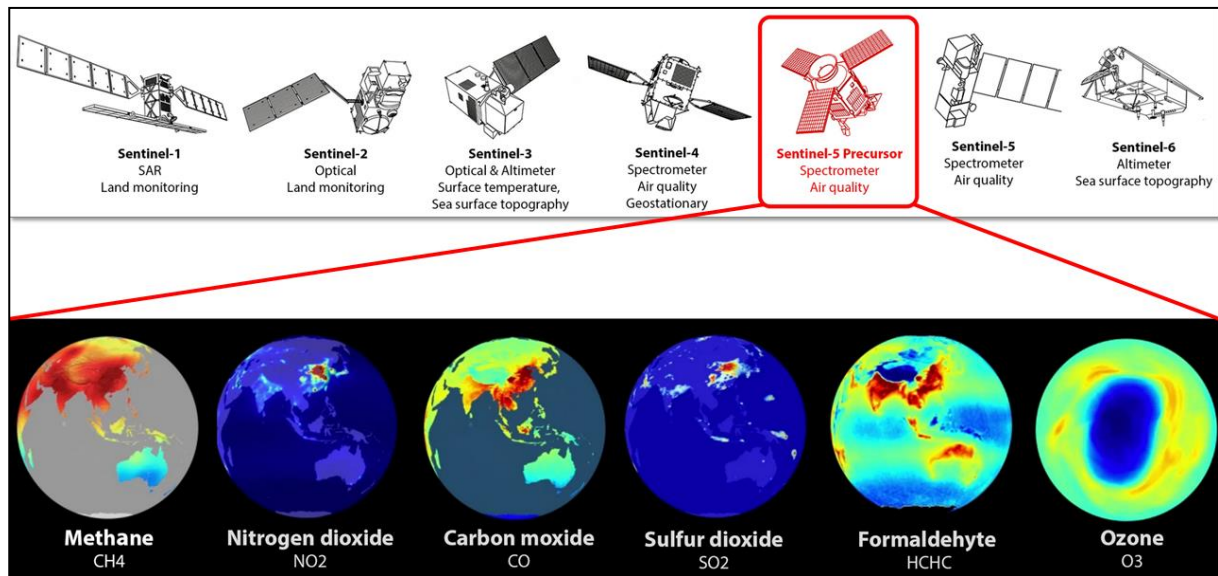 Sentinel-1
SAR
Land monitoring
Sentinel-2
Optical
Land monitoring
Sentinel-3
Optical & Altimeter
Surface temperature,
Sea surface topography
Sentinel-4
Spectrometer
Air quality
Geostationary
Sentinel-5 Precursor
Spectrometer
Air quality
Sentinel-5
Spectrometer
Air quality
Sentinel-6
Altimeter
Sea surface topography
Methane
CH4
Nitrogen dioxide
NO2
Carbon moxide
CO
Sulfur dioxide
SO2
Formaldehyte
HCHC
Ozone
O3